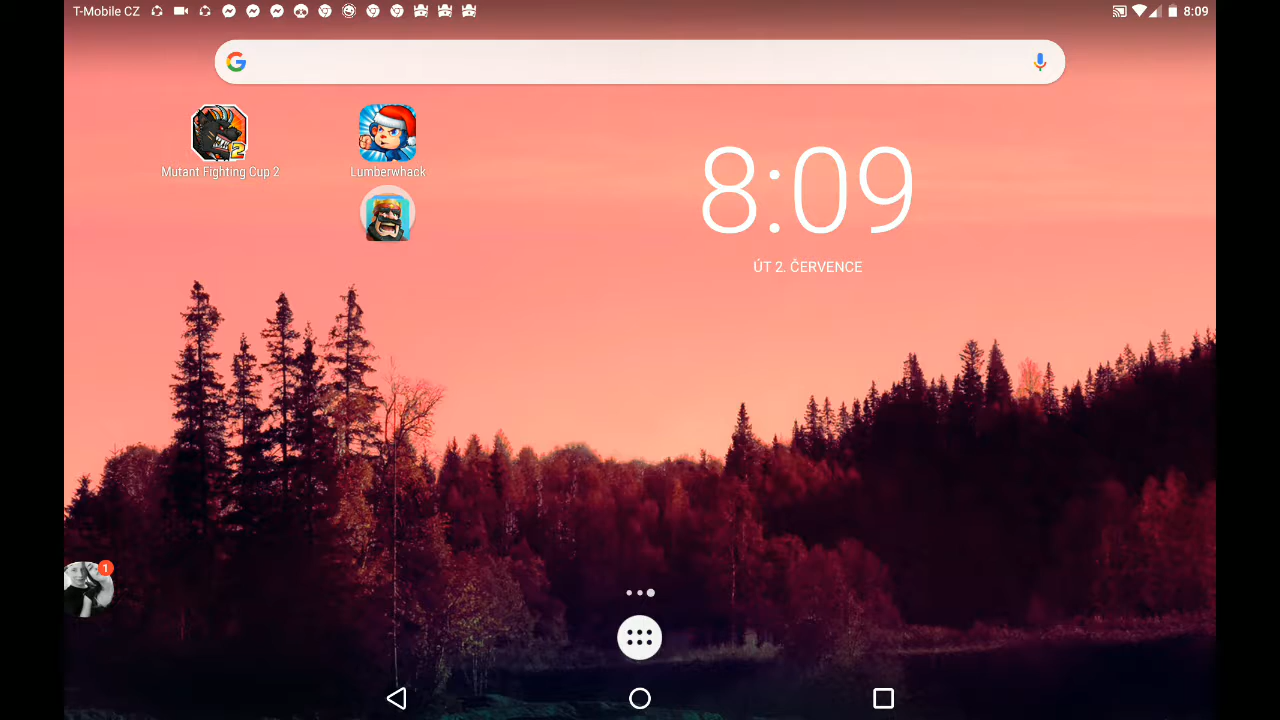 T-Mobile CZ
8:09
Mutant Fighting Cup 2
Lumberwhack
8:09
ÚT 2. ČERVENCE
1